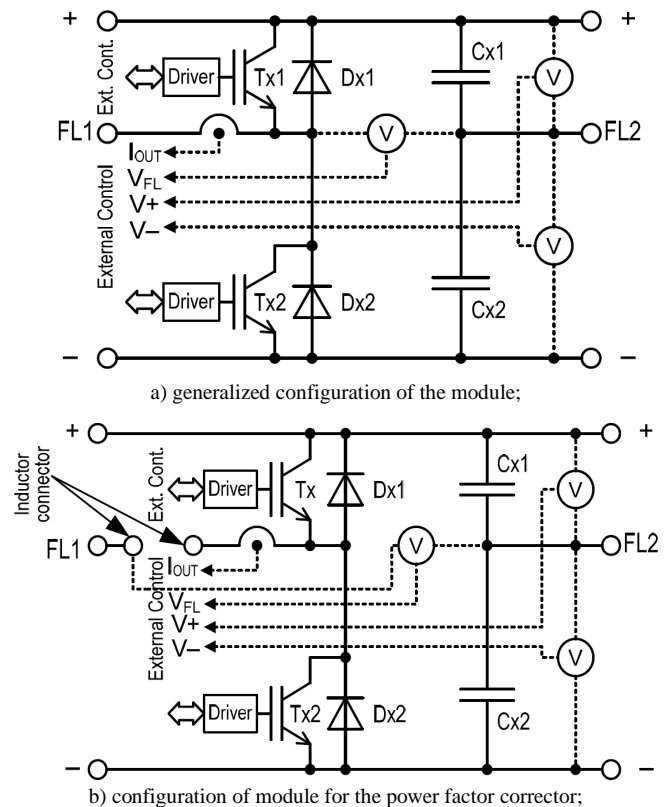 + +
Ext. Cont.
Driver Tx1 Dx1 Cx1 V
FL1 V FL2
IOUT
VFL
V+
V–
External Control
V
Driver Tx2 Dx2 Cx2
– –
a) generalized configuration of the module;
+ +
Inductor
connector
Ext. Cont.
Driver Tx Dx1 Cx1 V
FL1 V FL2
IOUT
VFL
V+
V–
External Control
V
Driver Tx2 Dx2 Cx2
– –
b) configuration of module for the power factor corrector;